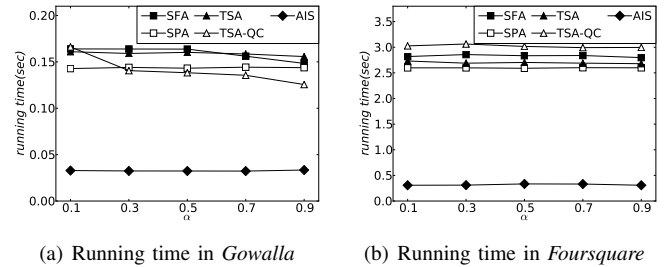 SFA TSA AIS
SPA TSA-QC
0.20
0.15
0.10
0.05
0.00
running time(sec)
0.1 0.3 0.5 0.7 0.9
α
(a) Running time in Gowalla
SFA TSA AIS
SPA TSA-QC
3.5
3.0
2.5
2.0
1.5
1.0
0.5
0.0
running time(sec)
0.1 0.3 0.5 0.7 0.9
α
(b) Running time in Foursquare